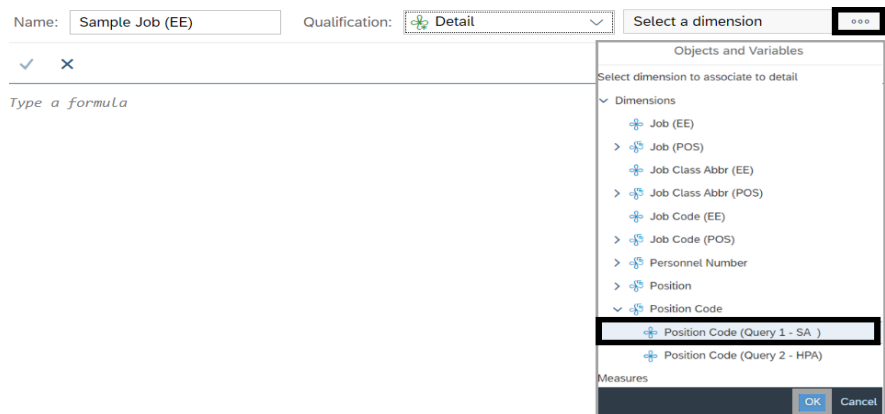 Name: Sample Job (EE) Qualification: Detail Select a dimension
Objects and Variables
Select dimension to associate to detail
Type a formula
Dimensions
Job (EE)
Job (POS)
Job Class Abbr (EE)
Job Class Abbr (POS)
Job Code (EE)
Job Code (POS)
Personnel Number
Position
Position Code
Position Code (Query 1 - SA )
Position Code (Query 2 - HPA)
Measures
OK Cancel